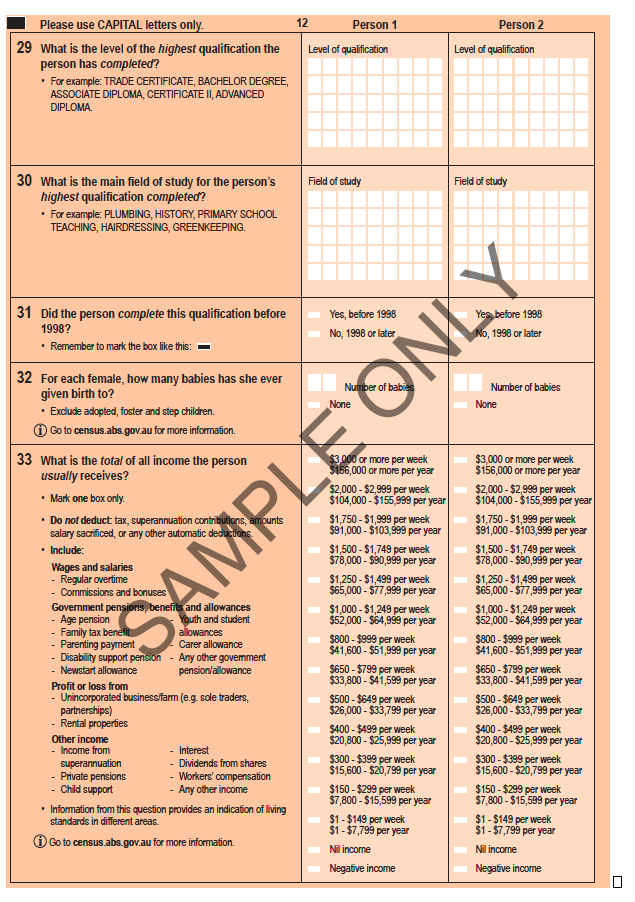 Please use CAPITAL letters only.
12
Person 1
Person 2
29 What is the level of the highest qualification the
person has completed?
• For example: TRADE CERTIFICATE, BACHELOR DEGREE,
ASSOCIATE DIPLOMA, CERTIFICATE II, ADVANCED
DIPLOMA.
Level of qualification
Level of qualification
30 What is the main field of study for the person's
highest qualification completed?
• For example: PLUMBING, HISTORY, PRIMARY SCHOOL
TEACHING, HAIRDRESSING, GREENKEEPING.
Field of study
Field of study
31 Did the person complete this qualification before
1998?
• Remember to mark the box like this:
Yes, before 1998
No, 1998 or later
Yes, before 1998
No, 1998 or later
32 For each female, how many babies has she ever
given birth to?
• Exclude adopted, foster and step children.
i Go to census.abs.gov.au for more information.
Number of babies
None
Number of babies
None
33 What is the total of all income the person
usually receives?
• Mark one box only.
• Do not deduct: tax, superannuation contributions, amounts
salary sacrificed, or any other automatic deductions.
• Include:
Wages and salaries
- Regular overtime
- Commissions and bonuses
Government pensions, benefits and allowances
- Age pension
- Family tax benefit
- Parenting payment
- Disability support pension
- Newstart allowance
- Youth and student
allowances
- Carer allowance
- Any other government
pension/allowance
Profit or loss from
- Unincorporated business/farm (e.g. sole traders,
partnerships)
- Rental properties
Other income
- Income from
superannuation
- Private pensions
- Child support
- Interest
- Dividends from shares
- Workers' compensation
- Any other income
• Information from this question provides an indication of living
standards in different areas.
i Go to census.abs.gov.au for more information.
$3,000 or more per week
$156,000 or more per year
$2,000 - $2,999 per week
$104,000 - $155,999 per year
$1,750 - $1,999 per week
$91,000 - $103,999 per year
$1,500 - $1,749 per week
$78,000 - $90,999 per year
$1,250 - $1,499 per week
$65,000 - $77,999 per year
$1,000 - $1,249 per week
$52,000 - $64,999 per year
$800 - $999 per week
$41,600 - $51,999 per year
$650 - $799 per week
$33,800 - $41,599 per year
$500 - $649 per week
$26,000 - $33,799 per year
$400 - $499 per week
$20,800 - $25,999 per year
$300 - $399 per week
$15,600 - $20,799 per year
$150 - $299 per week
$7,800 - $15,599 per year
$1 - $149 per week
$1 - $7,799 per year
Nil income
Negative income
$3,000 or more per week
$156,000 or more per year
$2,000 - $2,999 per week
$104,000 - $155,999 per year
$1,750 - $1,999 per week
$91,000 - $103,999 per year
$1,500 - $1,749 per week
$78,000 - $90,999 per year
$1,250 - $1,499 per week
$65,000 - $77,999 per year
$1,000 - $1,249 per week
$52,000 - $64,999 per year
$800 - $999 per week
$41,600 - $51,999 per year
$650 - $799 per week
$33,800 - $41,599 per year
$500 - $649 per week
$26,000 - $33,799 per year
$400 - $499 per week
$20,800 - $25,999 per year
$300 - $399 per week
$15,600 - $20,799 per year
$150 - $299 per week
$7,800 - $15,599 per year
$1 - $149 per week
$1 - $7,799 per year
Nil income
Negative income
SAMPLE ONLY